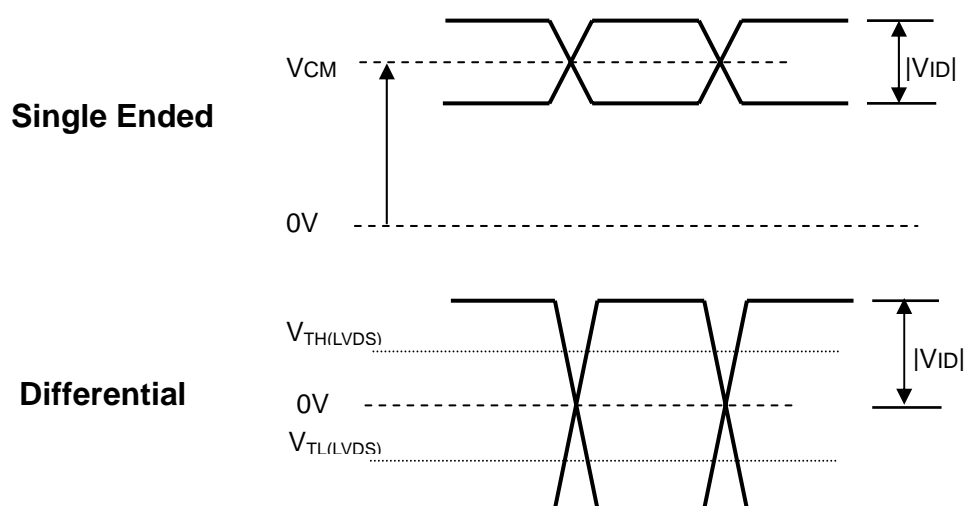 VCM
|VID|
Single Ended
0V
VTH(LVDS)
|VID|
Differential
0V
VTL(LVDS)